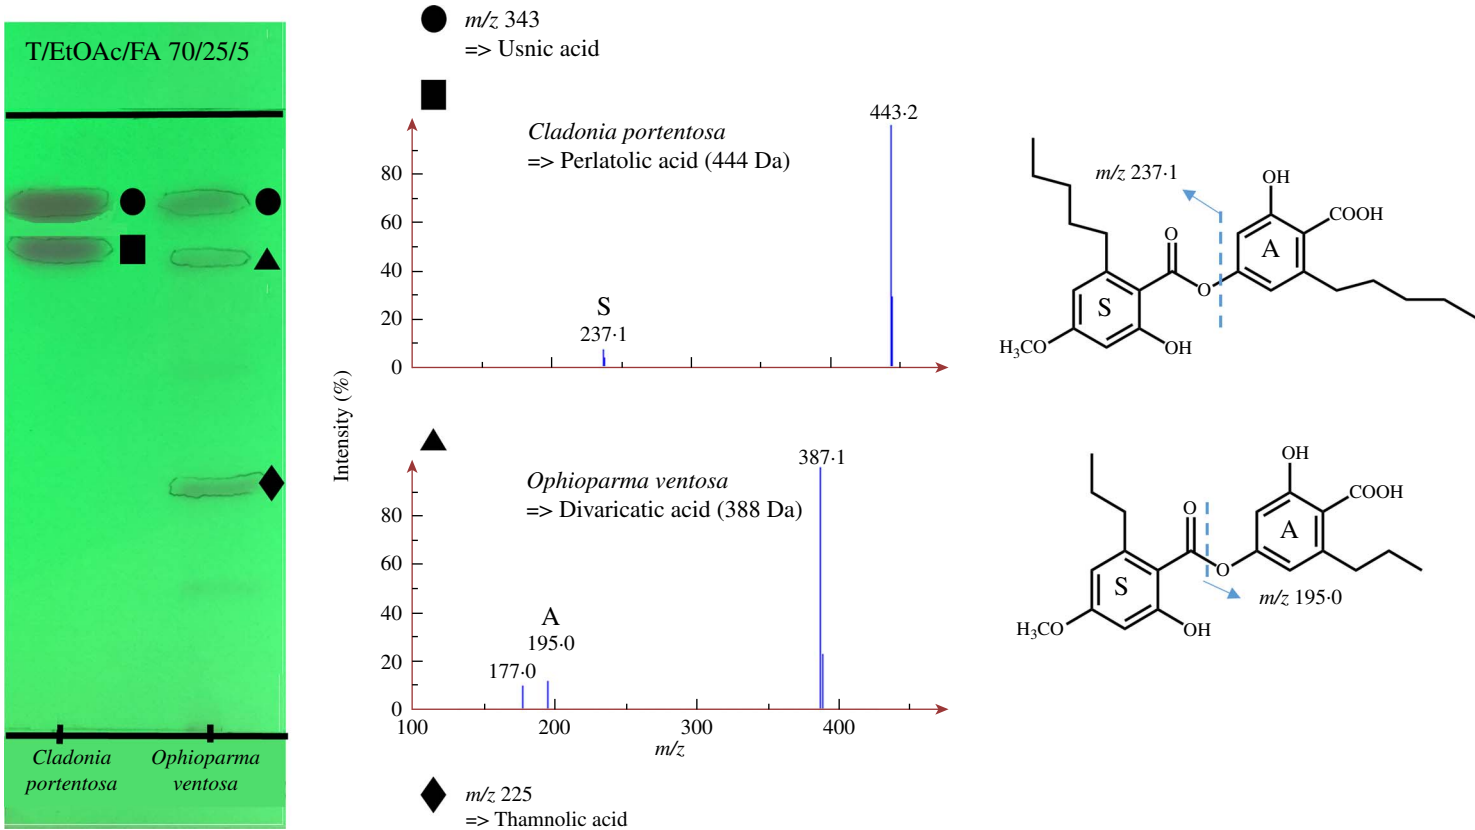 T/EtOAc/FA 70/25/5
Cladonia
portentosa
Ophioparma
ventosa
m/z 343
=> Usnic acid
Intensity (%)
Cladonia portentosa
=> Perlatolic acid (444 Da)
443·2
S
237·1
80
60
40
20
0
m/z 237·1
OH
COOH
A
O
O
S
H3CO
OH
Ophioparma ventosa
=> Divaricatic acid (388 Da)
387·1
A
195·0
177·0
80
60
40
20
0
100
200
300
400
m/z
OH
COOH
A
O
O
S
m/z 195·0
H3CO
OH
m/z 225
=> Thamnolic acid